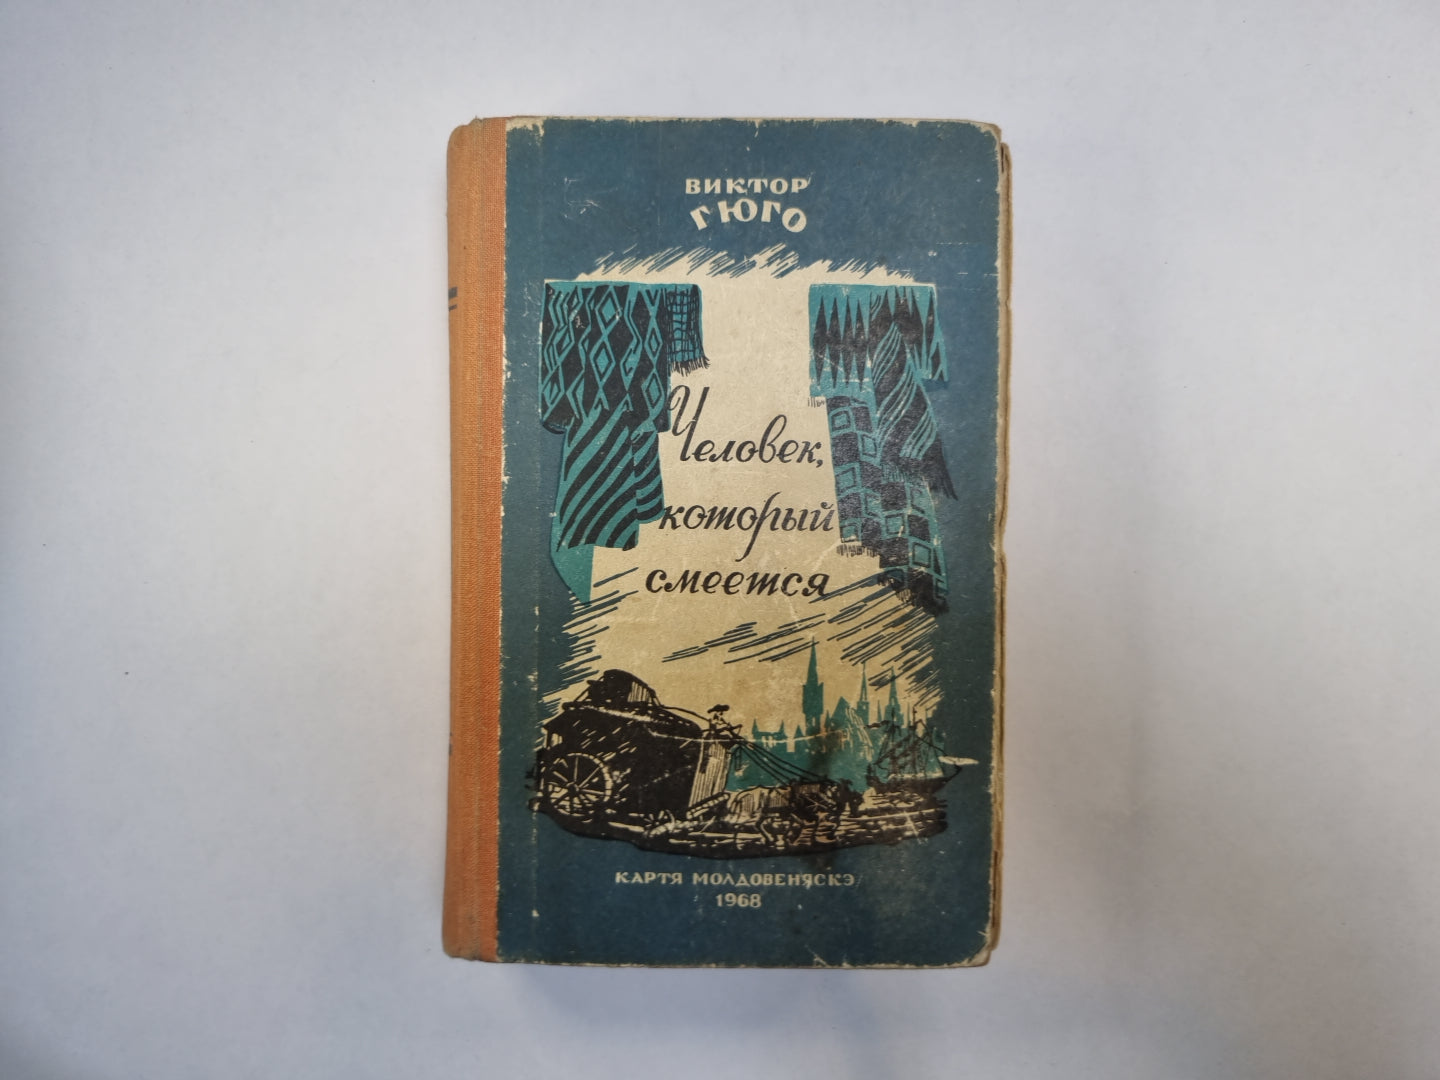 ВИКТОР
ГЮГО
Человек,
который
смеется
КАРТЯ МОЛДОВЕНЯСКЭ
1968